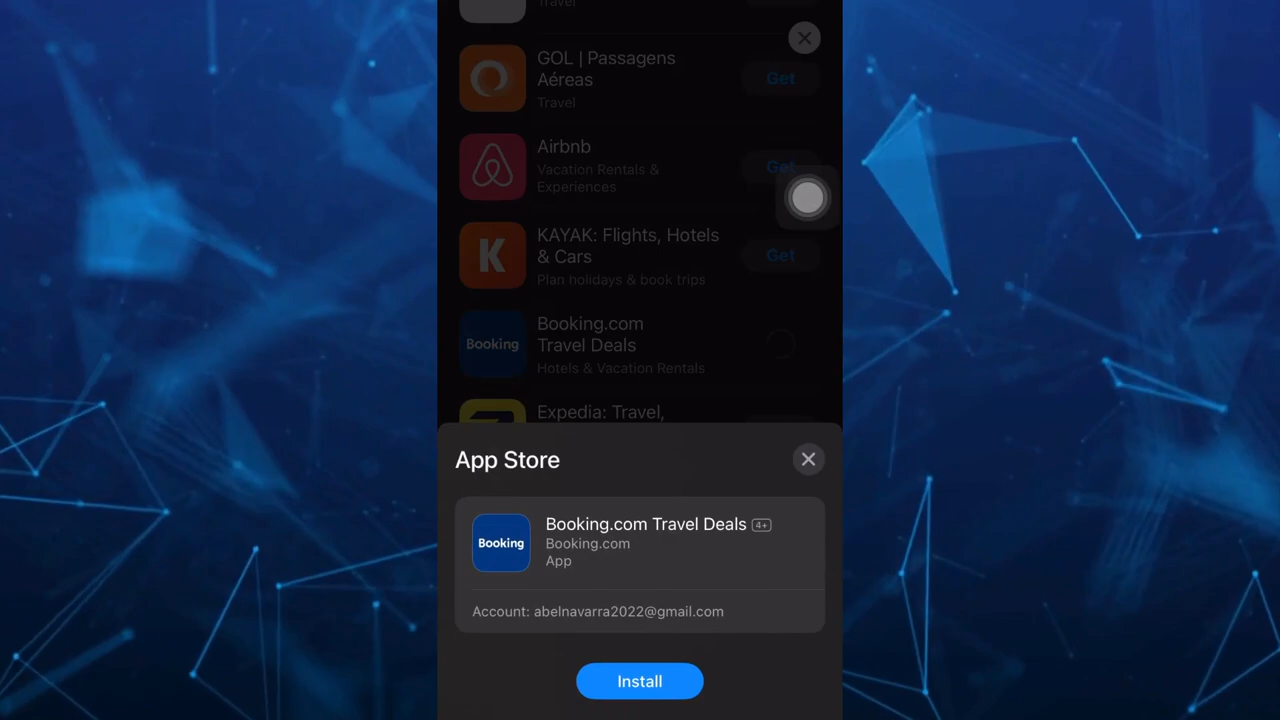 Travel
GOL | Passagens
Aéreas
Travel
Get
Airbnb
Vacation Rentals &
Experiences
Get
K
KAYAK: Flights, Hotels
& Cars
Plan holidays & book trips
Get
Booking
Booking.com
Travel Deals
Hotels & Vacation Rentals
Expedia: Travel,
App Store
Booking
Booking.com Travel Deals 4+
Booking.com
App
Account: abelnavarra2022@gmail.com
Install